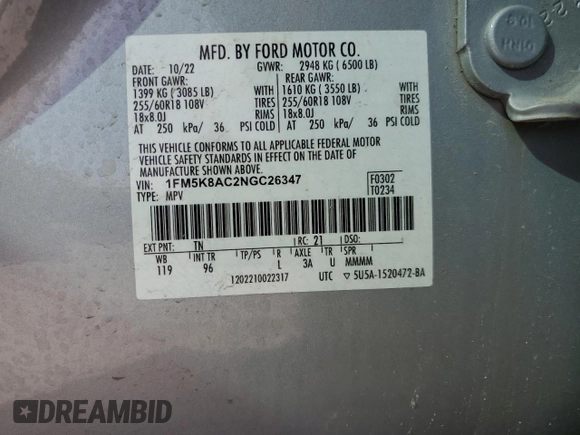 MFD. BY FORD MOTOR CO.
DATE: 10/22 GVWR: 2948 KG ( 6500 LB)
FRONT GAWR: REAR GAWR:
1399 KG ( 3085 LB) WITH 1610 KG ( 3550 LB) WITH
255/60R18 108V TIRES 255/60R18 108V TIRES
18x8.0J RIMS 18x8.0J RIMS
AT 250 kPa/ 36 PSI COLD AT 250 kPa/ 36 PSI COLD
THIS VEHICLE CONFORMS TO ALL APPLICABLE FEDERAL MOTOR
VEHICLE SAFETY STANDARDS IN EFFECT ON THE DATE OF
MANUFACTURE SHOWN ABOVE.
VIN: 1FM5K8AC2NGC26347
TYPE: MPV
F0302
T0234
EXT PNT: TN RC: 21 DSO:
WB INT TR TP/PS R AXLE TR SPR
119 96 L 3A U MMMM
1202210022317 UTC ▽ 5U5A-1520472-BA
DREAMBID